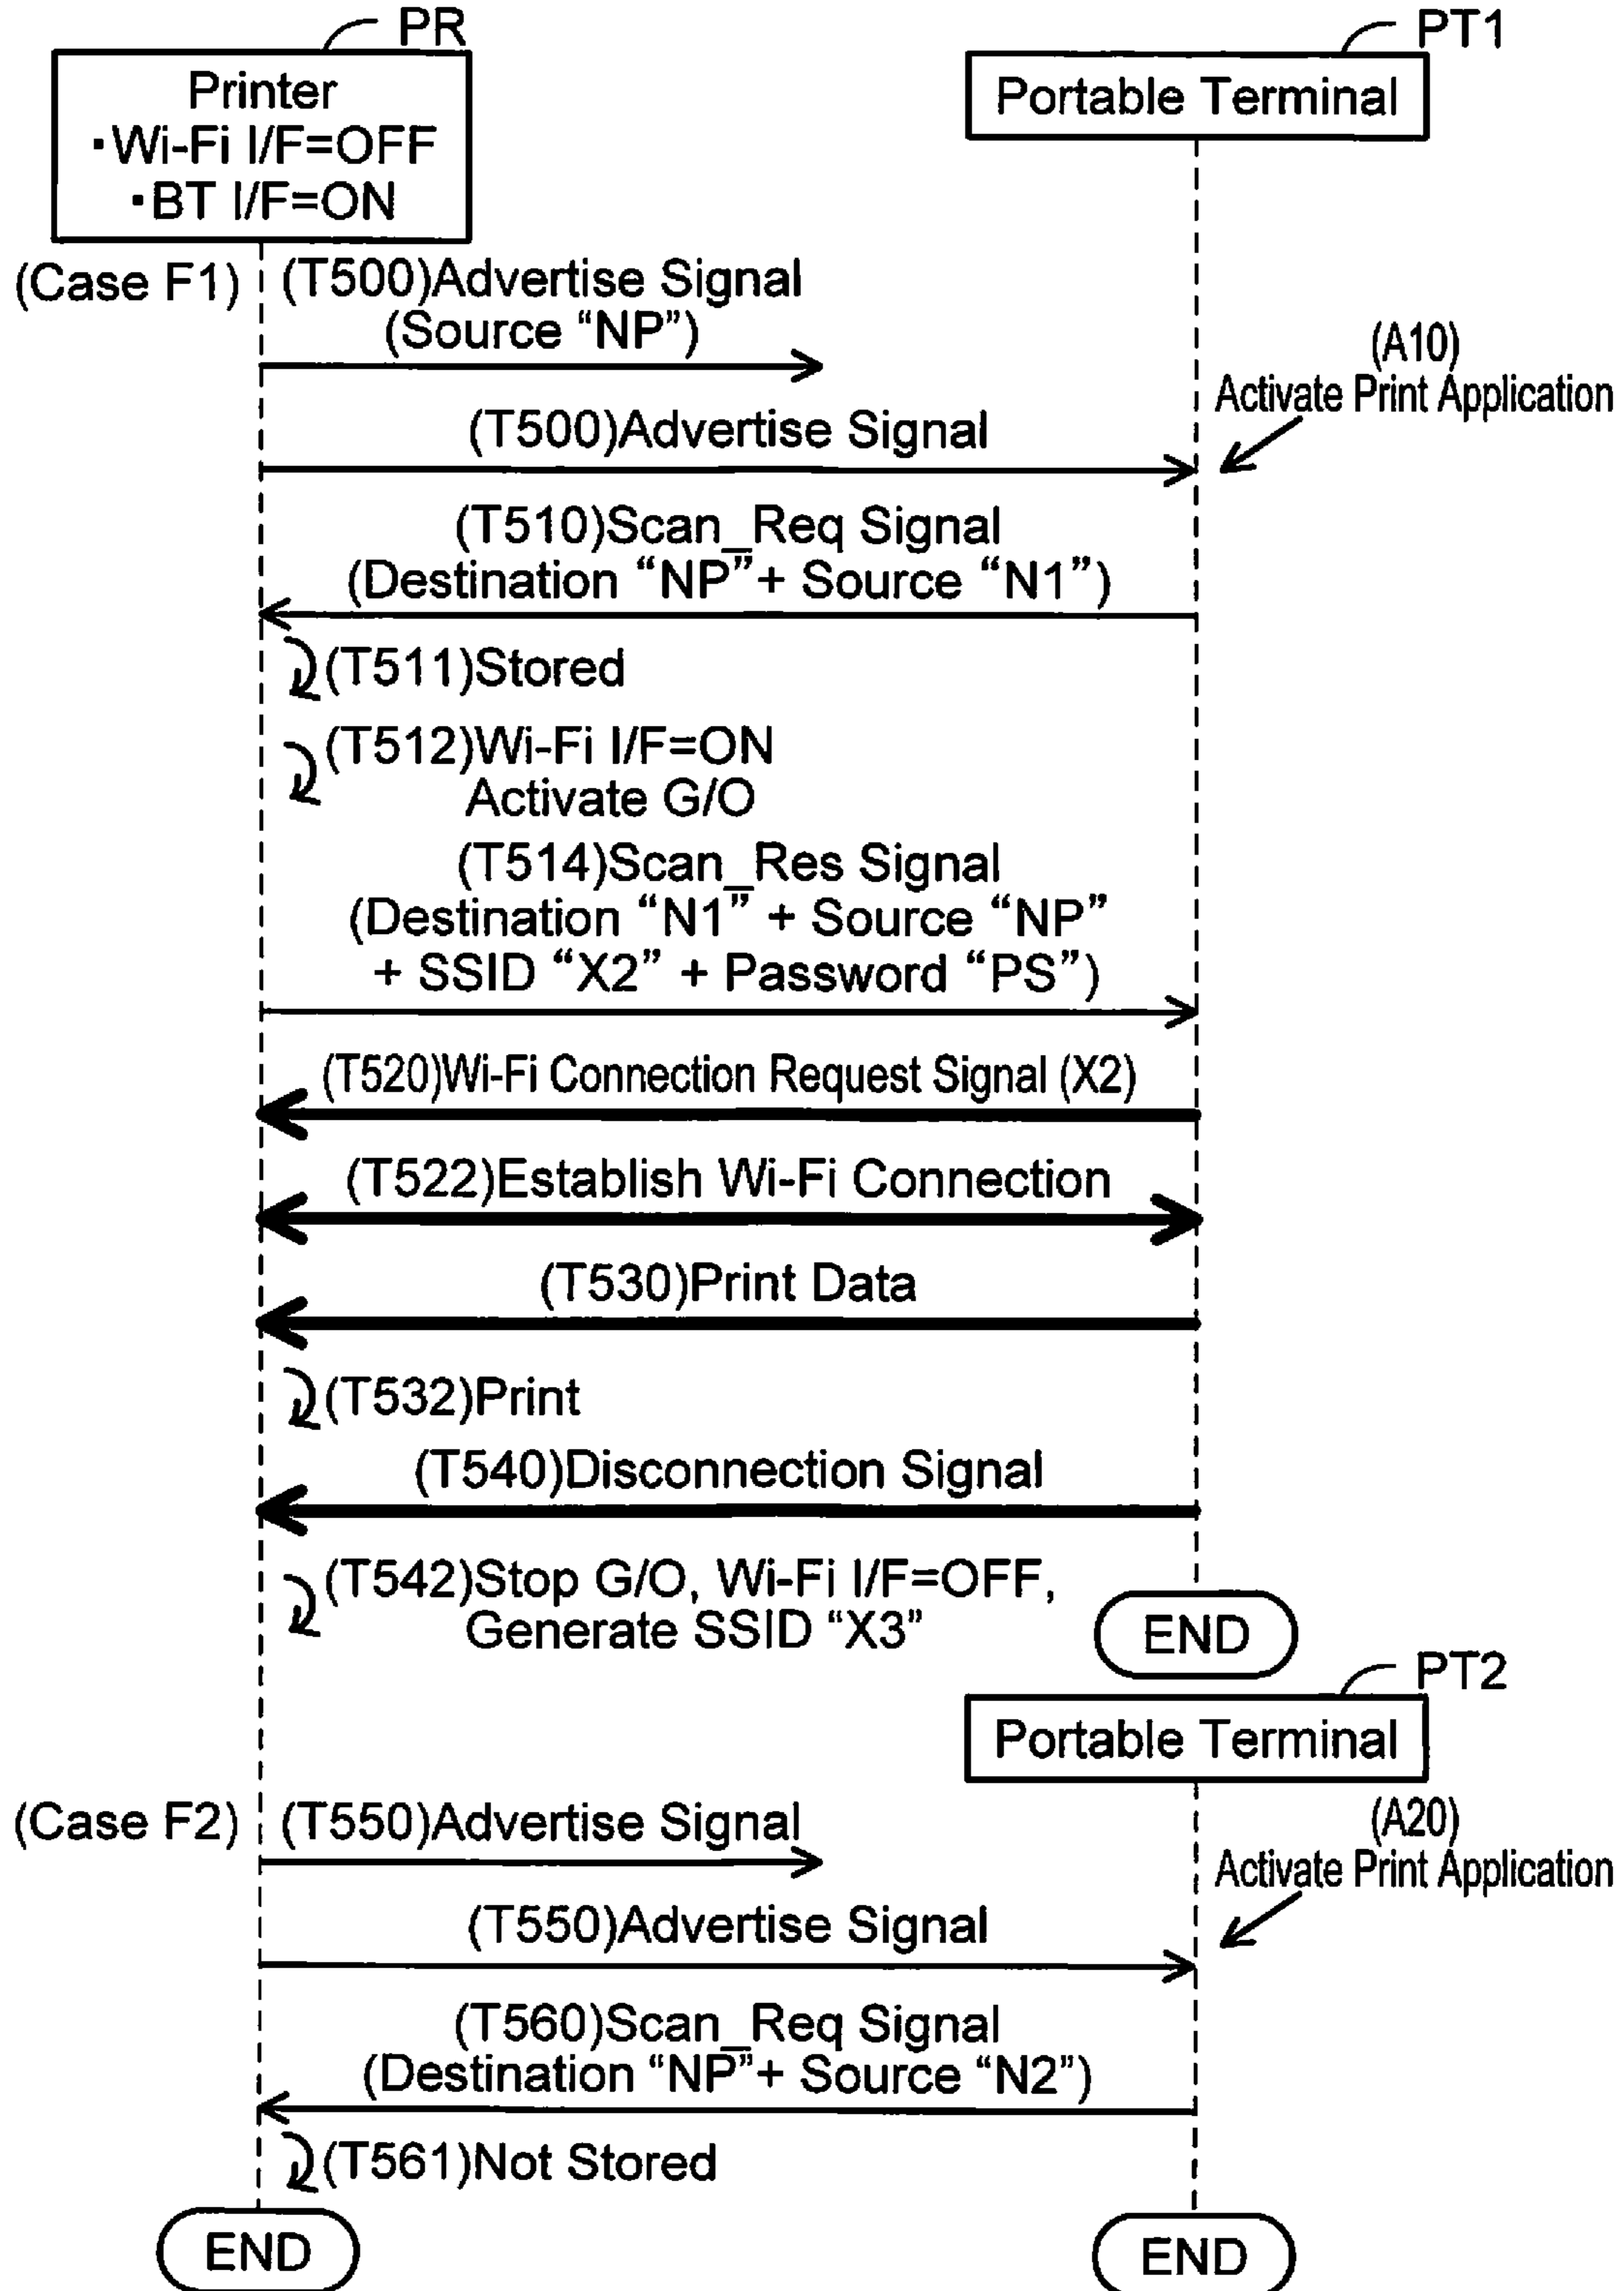 PR
PT1
Printer
・Wi-Fi I/F=OFF
・BT I/F=ON
Portable Terminal
(Case F1)
(T500)Advertise Signal
(Source “NP”)
(A10)
Activate Print Application
(T500)Advertise Signal
(T510)Scan_Req Signal
(Destination “NP”+ Source “N1”)
(T511)Stored
(T512)Wi-Fi I/F=ON
Activate G/O
(T514)Scan_Res Signal
(Destination “N1” + Source “NP”
+ SSID “X2” + Password “PS”)
(T520)Wi-Fi Connection Request Signal (X2)
(T522)Establish Wi-Fi Connection
(T530)Print Data
(T532)Print
(T540)Disconnection Signal
(T542)Stop G/O, Wi-Fi I/F=OFF,
Generate SSID “X3”
END
PT2
Portable Terminal
(Case F2)
(T550)Advertise Signal
(A20)
Activate Print Application
(T550)Advertise Signal
(T560)Scan_Req Signal
(Destination “NP”+ Source “N2”)
(T561)Not Stored
END
END